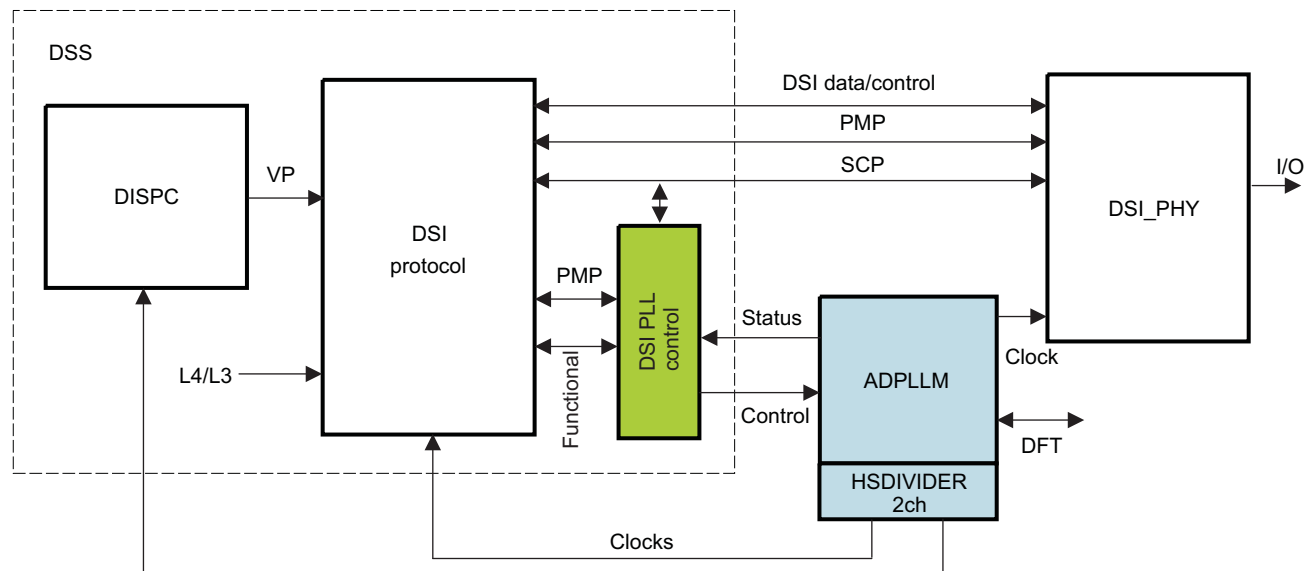 DSS
DISPC
VP
DSI
protocol
L4/L3
DSI data/control
PMP
SCP
DSI_PHY
I/O
PMP
Functional
DSI PLL
control
Status
Control
ADPLLM
Clock
DFT
HSDIVIDER
2ch
Clocks